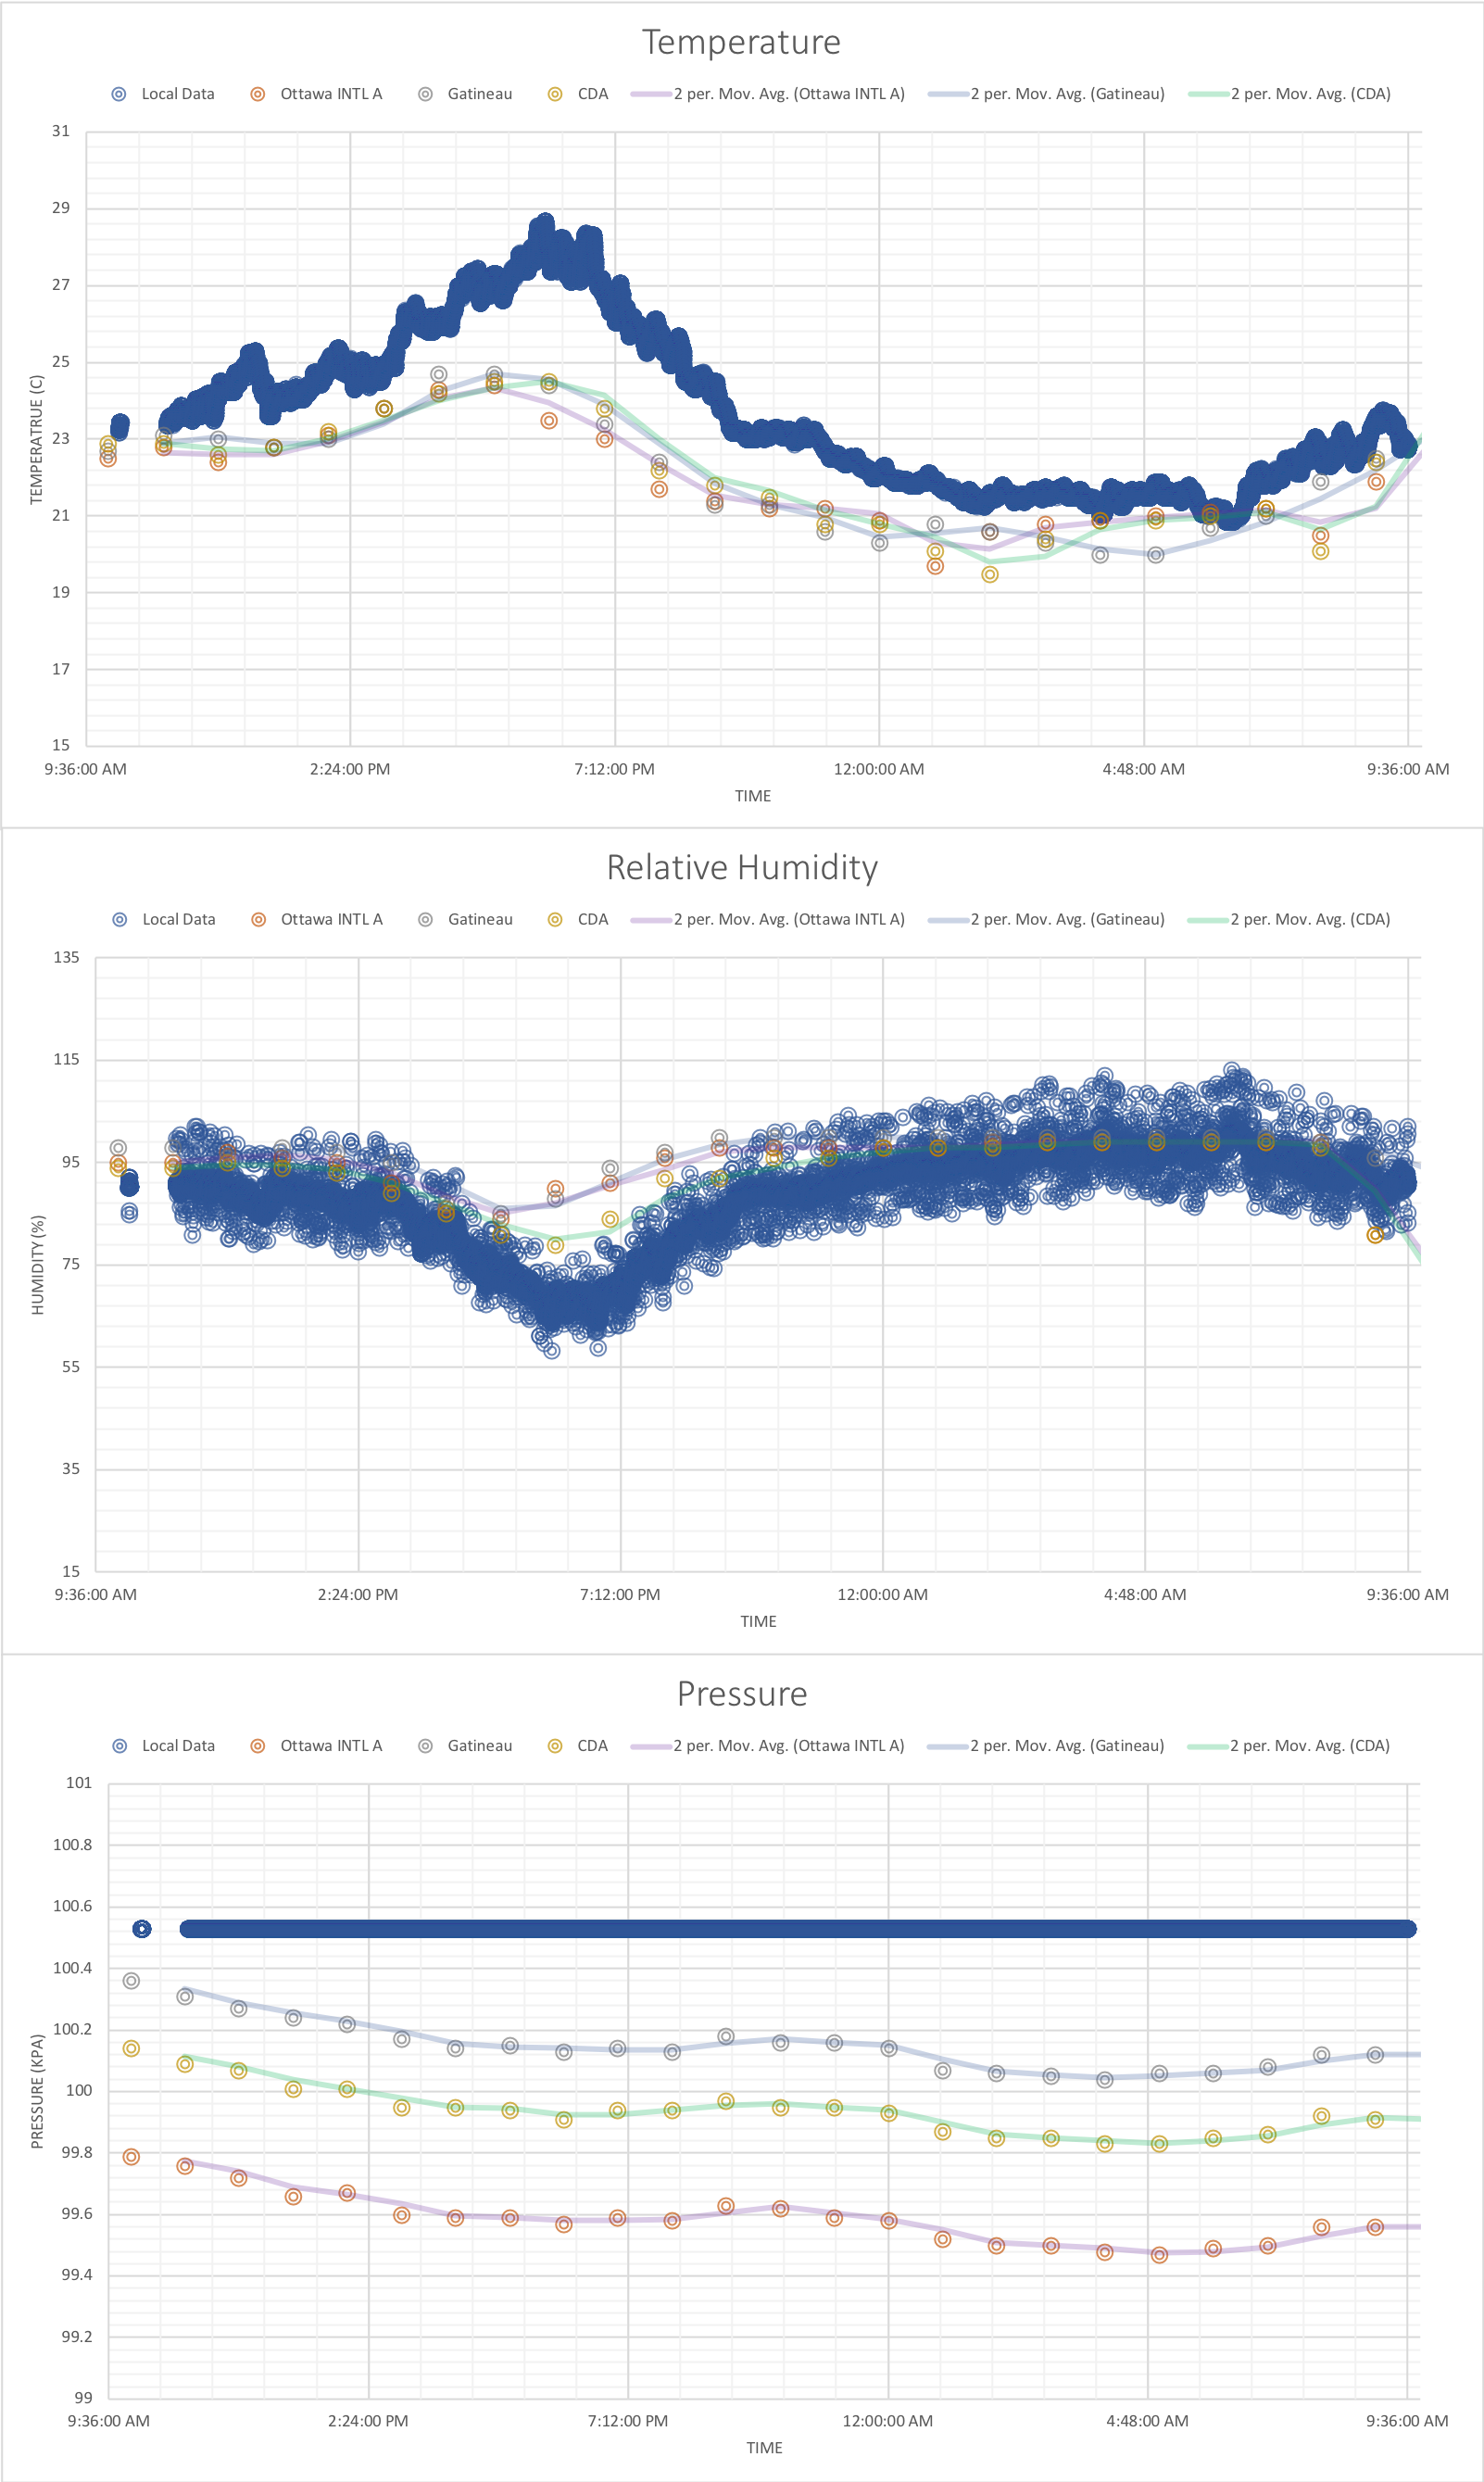 Temperature
Local Data Ottawa INTL A Gatineau CDA 2 per. Mov. Avg. (Ottawa INTL A) 2 per. Mov. Avg. (Gatineau) 2 per. Mov. Avg. (CDA)
31
29
27
25
23
21
19
17
15
TEMPERATRUE (C)
9:36:00 AM 2:24:00 PM 7:12:00 PM 12:00:00 AM 4:48:00 AM 9:36:00 AM
TIME
Relative Humidity
Local Data Ottawa INTL A Gatineau CDA 2 per. Mov. Avg. (Ottawa INTL A) 2 per. Mov. Avg. (Gatineau) 2 per. Mov. Avg. (CDA)
135
115
95
75
55
35
15
HUMIDITY (%)
9:36:00 AM 2:24:00 PM 7:12:00 PM 12:00:00 AM 4:48:00 AM 9:36:00 AM
TIME
Pressure
Local Data Ottawa INTL A Gatineau CDA 2 per. Mov. Avg. (Ottawa INTL A) 2 per. Mov. Avg. (Gatineau) 2 per. Mov. Avg. (CDA)
101
100.8
100.6
100.4
100.2
100
99.8
99.6
99.4
99.2
99
PRESSURE (KPA)
9:36:00 AM 2:24:00 PM 7:12:00 PM 12:00:00 AM 4:48:00 AM 9:36:00 AM
TIME